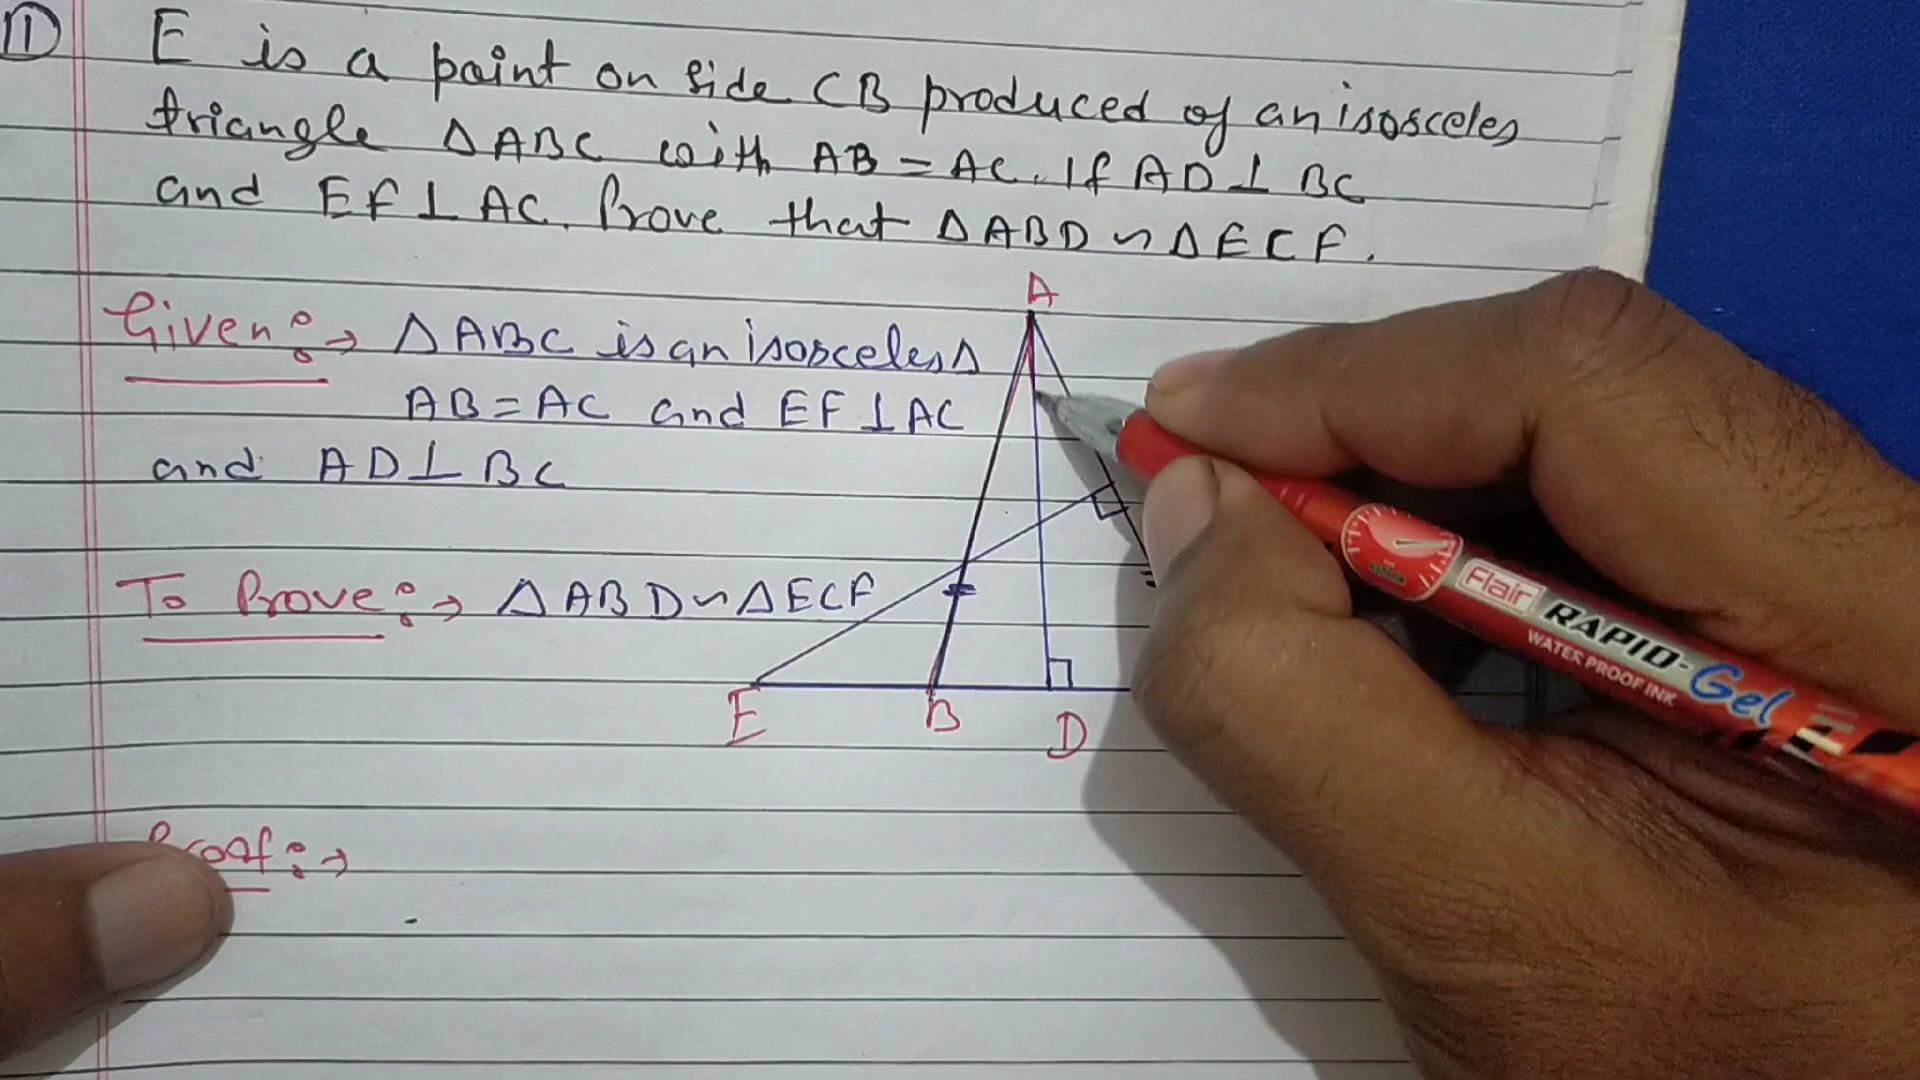 11 E is a point on side CB produced of an isosceles
triangle ΔABC with AB = AC. If AD ⊥ BC
and EF ⊥ AC. Prove that ΔABD ~ ΔECF.
Given:→ ΔABC is an isosceles Δ
AB = AC and EF ⊥ AC
and AD ⊥ BC
To Prove:→ ΔABD ~ ΔECF
Proof:→
A
E B D
Flair RAPID-Gel
WATER PROOF INK